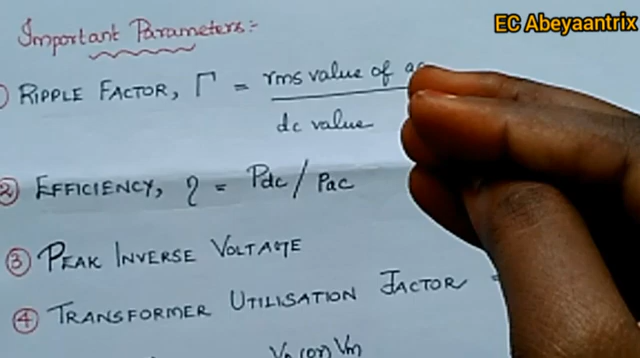 EC Abeyaantrix
Important Parameters:-
1) RIPPLE FACTOR, Γ = rms value of ac
dc value
② EFFICIENCY, η = Pdc / Pac
③ PEAK INVERSE VOLTAGE
④ TRANSFORMER UTILISATION FACTOR =
(or) Vm